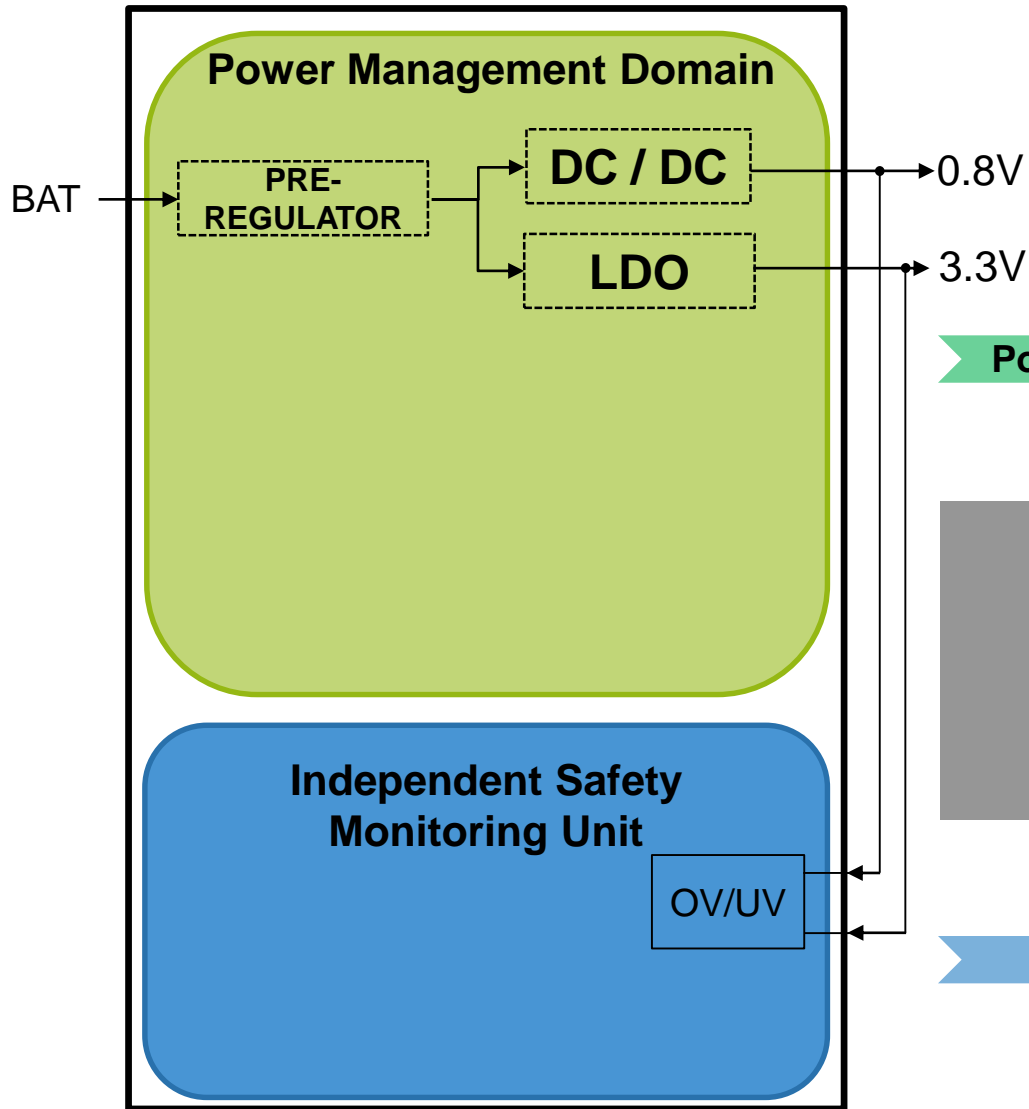 Power Management Domain
BAT
PRE-
REGULATOR
DC / DC
0.8V
LDO
3.3V
Po
Independent Safety
Monitoring Unit
OV/UV